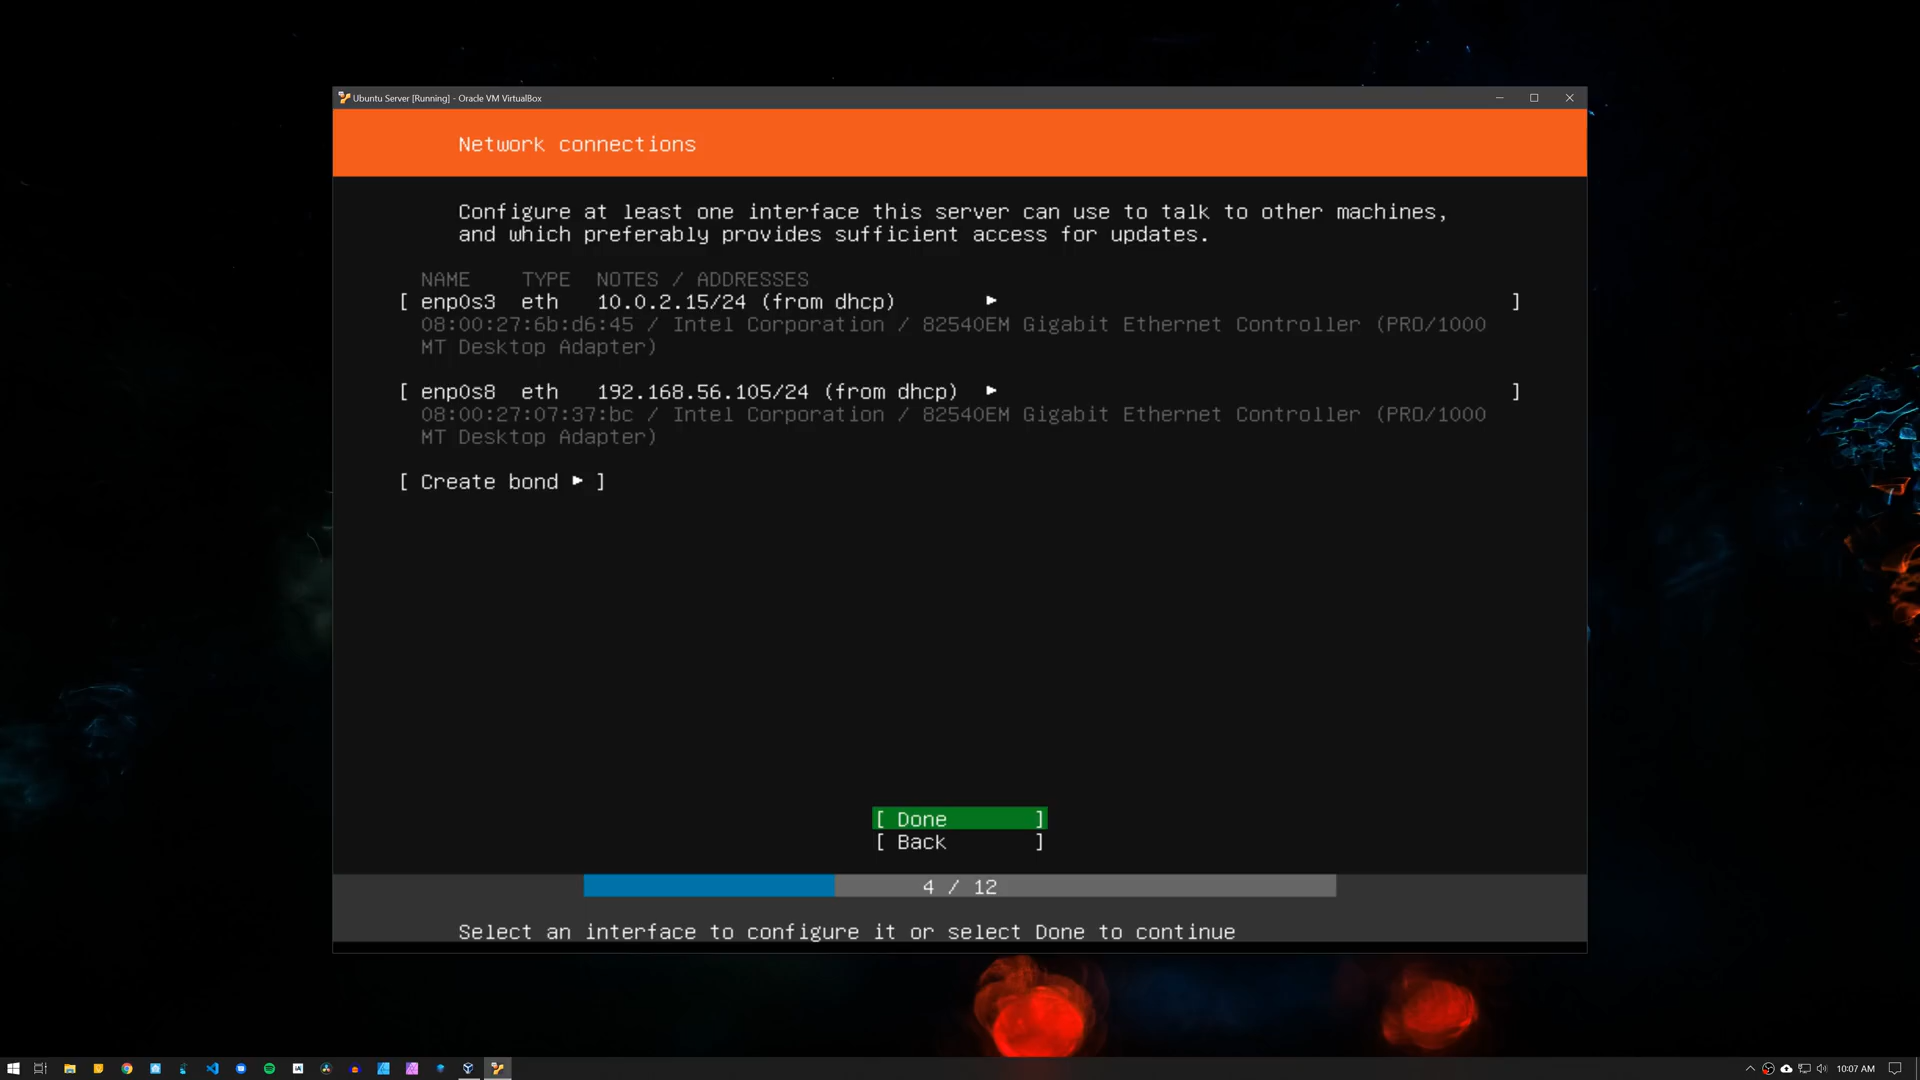 Ubuntu Server [Running] - Oracle VM VirtualBox
Network connections
Configure at least one interface this server can use to talk to other machines,
and which preferably provides sufficient access for updates.
NAME TYPE NOTES / ADDRESSES
[ enp0s3 eth 10.0.2.15/24 (from dhcp) ▸ ]
08:00:27:6b:d6:45 / Intel Corporation / 82540EM Gigabit Ethernet Controller (PRO/1000
MT Desktop Adapter)
[ enp0s8 eth 192.168.56.105/24 (from dhcp) ▸ ]
08:00:27:07:37:bc / Intel Corporation / 82540EM Gigabit Ethernet Controller (PRO/1000
MT Desktop Adapter)
[ Create bond ▸ ]
[ Done ]
[ Back ]
4 / 12
Select an interface to configure it or select Done to continue
10:07 AM